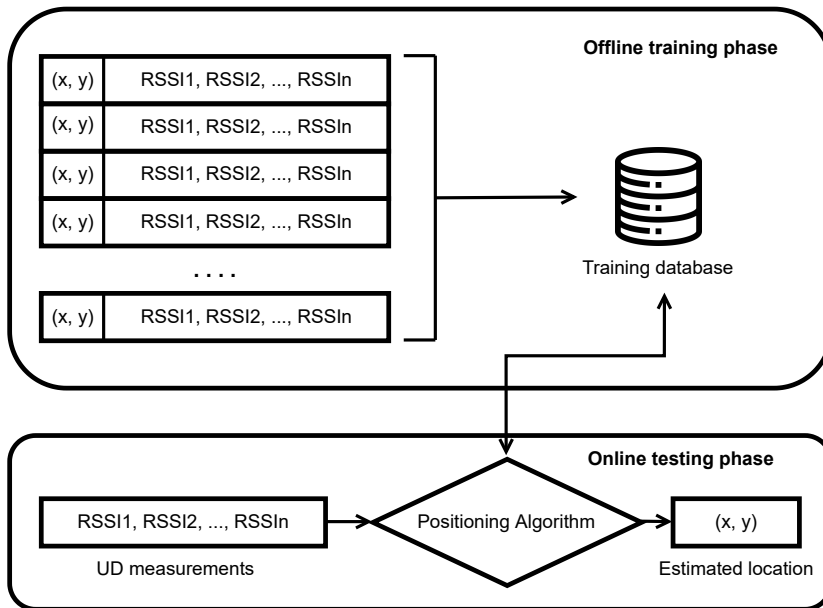 Offline training phase
(x, y) RSSI1, RSSI2, ..., RSSIn
(x, y) RSSI1, RSSI2, ..., RSSIn
(x, y) RSSI1, RSSI2, ..., RSSIn
(x, y) RSSI1, RSSI2, ..., RSSIn
. . . .
(x, y) RSSI1, RSSI2, ..., RSSIn
Training database
Online testing phase
RSSI1, RSSI2, ..., RSSIn
UD measurements
Positioning Algorithm
(x, y)
Estimated location